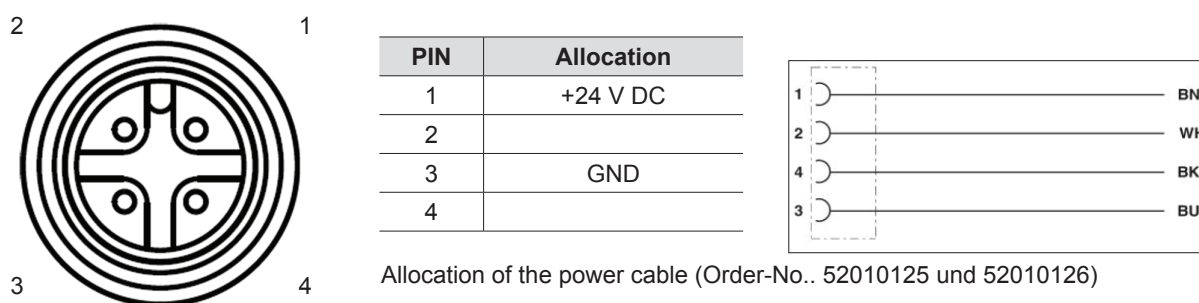 2 1
3 4
PIN Allocation
1 +24 V DC
2
3 GND
4
1 BN
2
4 BK
3 BU
Allocation of the power cable (Order-No.. 52010125 und 52010126)